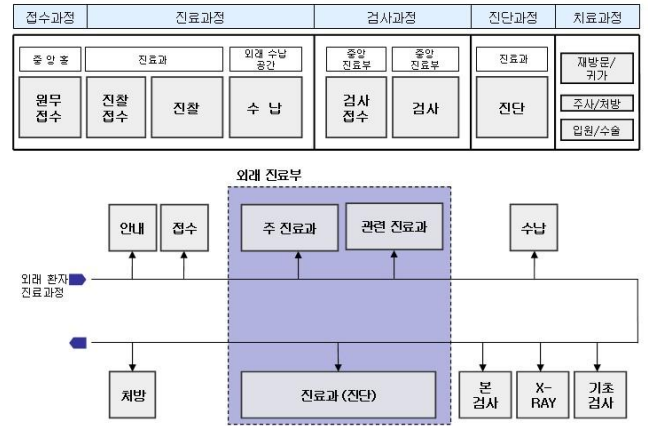 접수과정 진료과정 검사과정 진단과정 치료과정
중 앙 홀 진료과 외래 수납 공간 중앙 진료부 중앙 진료부 진료과 재방문/ 귀가
원무 접수 진찰 접수 진찰 수 납 검사 접수 검사 진단 주사/처방
입원/수술
외래 진료부
안내 접수 주 진료과 관련 진료과 수납
외래 환자
진료과정
처방 진료과 (진단) 본 검사 X- RAY 기초 검사